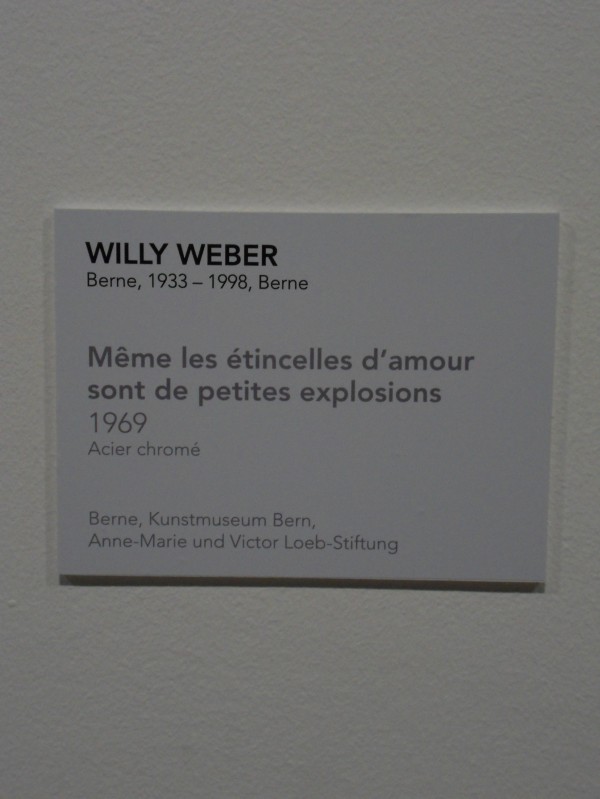 WILLY WEBER
Berne, 1933 – 1998, Berne
Même les étincelles d'amour
sont de petites explosions
1969
Acier chromé
Berne, Kunstmuseum Bern,
Anne-Marie und Victor Loeb-Stiftung